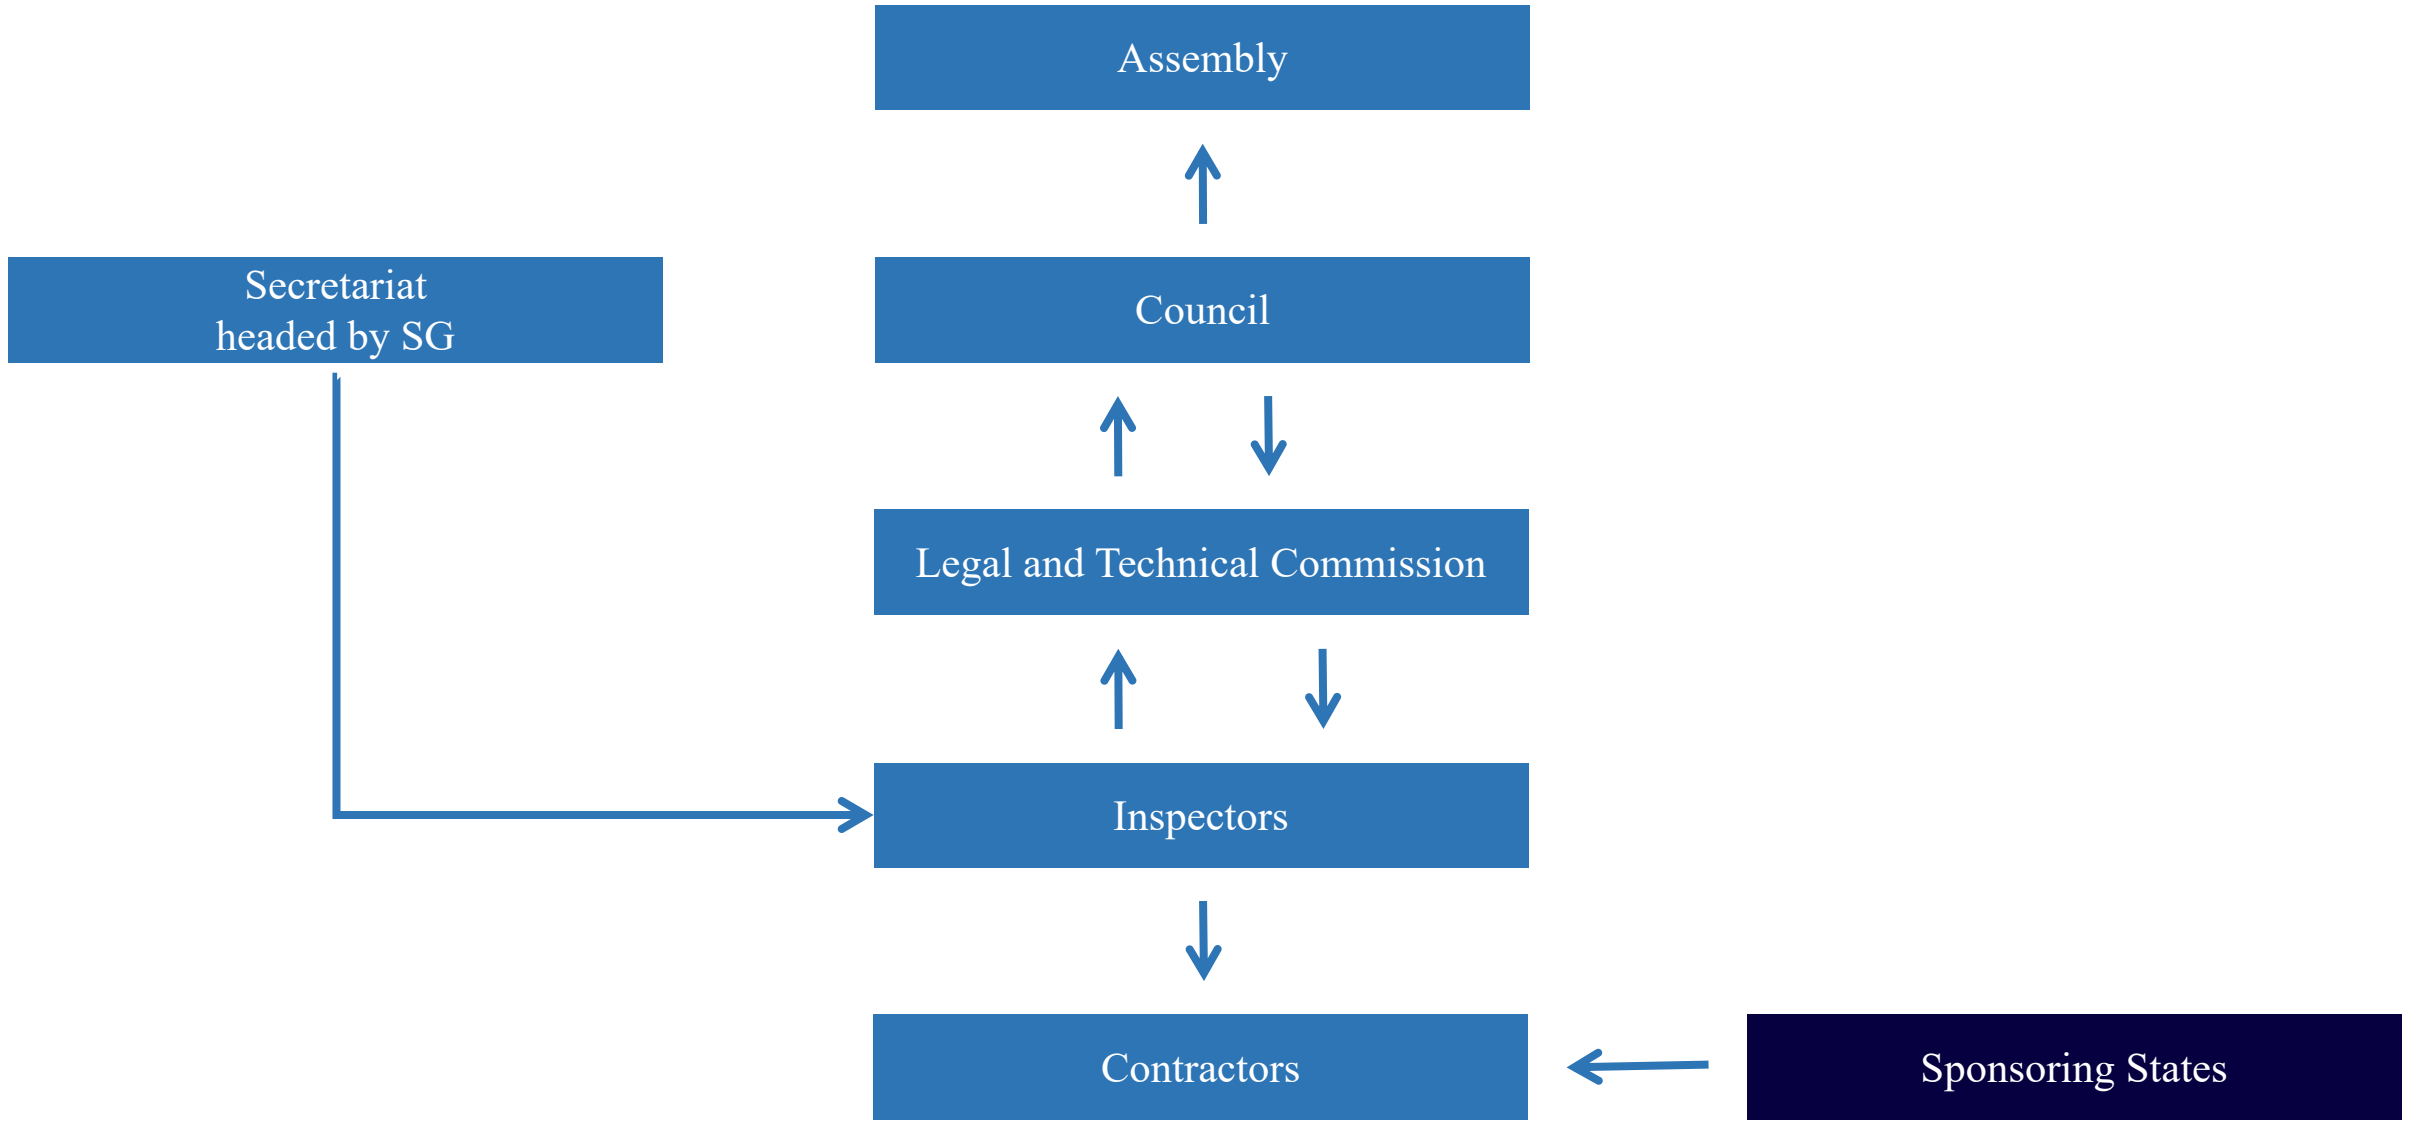 Assembly
Secretariat
headed by SG
Council
Legal and Technical Commission
Inspectors
Contractors
Sponsoring States